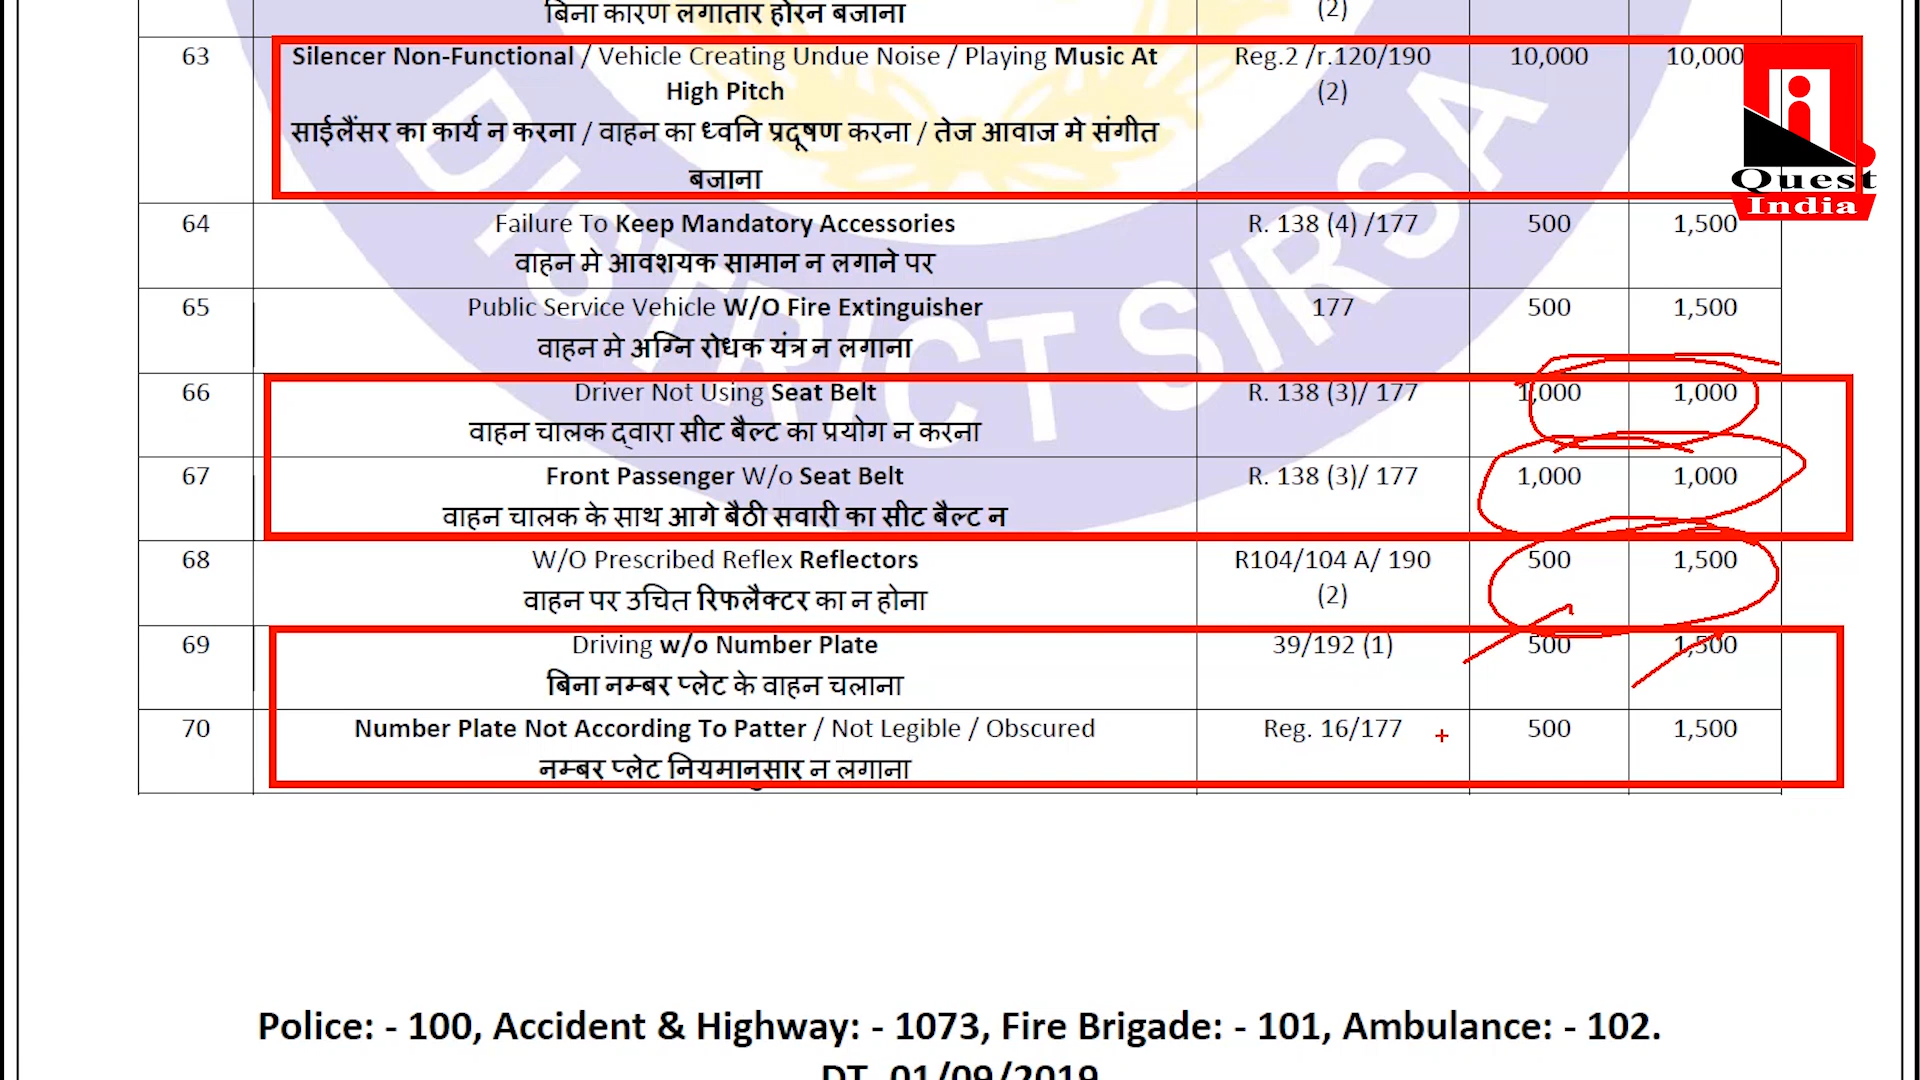 बिना कारण लगातार होरन बजाना (2)
63 Silencer Non-Functional / Vehicle Creating Undue Noise / Playing Music At Reg.2 /r.120/190 10,000 10,000
High Pitch (2)
साईलैंसर का कार्य न करना / वाहन का ध्वनि प्रदूषण करना / तेज आवाज मे संगीत
बजाना
Quest
India
64 Failure To Keep Mandatory Accessories R. 138 (4) /177 500 1,500
वाहन मे आवशयक सामान न लगाने पर
65 Public Service Vehicle W/O Fire Extinguisher 177 500 1,500
वाहन मे अग्नि रोधक यंत्र न लगाना
66 Driver Not Using Seat Belt R. 138 (3)/ 177 1,000 1,000
वाहन चालक द्वारा सीट बैल्ट का प्रयोग न करना
67 Front Passenger W/o Seat Belt R. 138 (3)/ 177 1,000 1,000
वाहन चालक के साथ आगे बैठी सवारी का सीट बैल्ट न
68 W/O Prescribed Reflex Reflectors R104/104 A/ 190 500 1,500
वाहन पर उचित रिफलैक्टर का न होना (2)
69 Driving w/o Number Plate 39/192 (1) 500 1,500
बिना नम्बर प्लेट के वाहन चलाना
70 Number Plate Not According To Patter / Not Legible / Obscured Reg. 16/177 500 1,500
नम्बर प्लेट नियमानुसार न लगाना
DISTRICT SIRSA
Police: - 100, Accident & Highway: - 1073, Fire Brigade: - 101, Ambulance: - 102.
DT. 01/09/2019